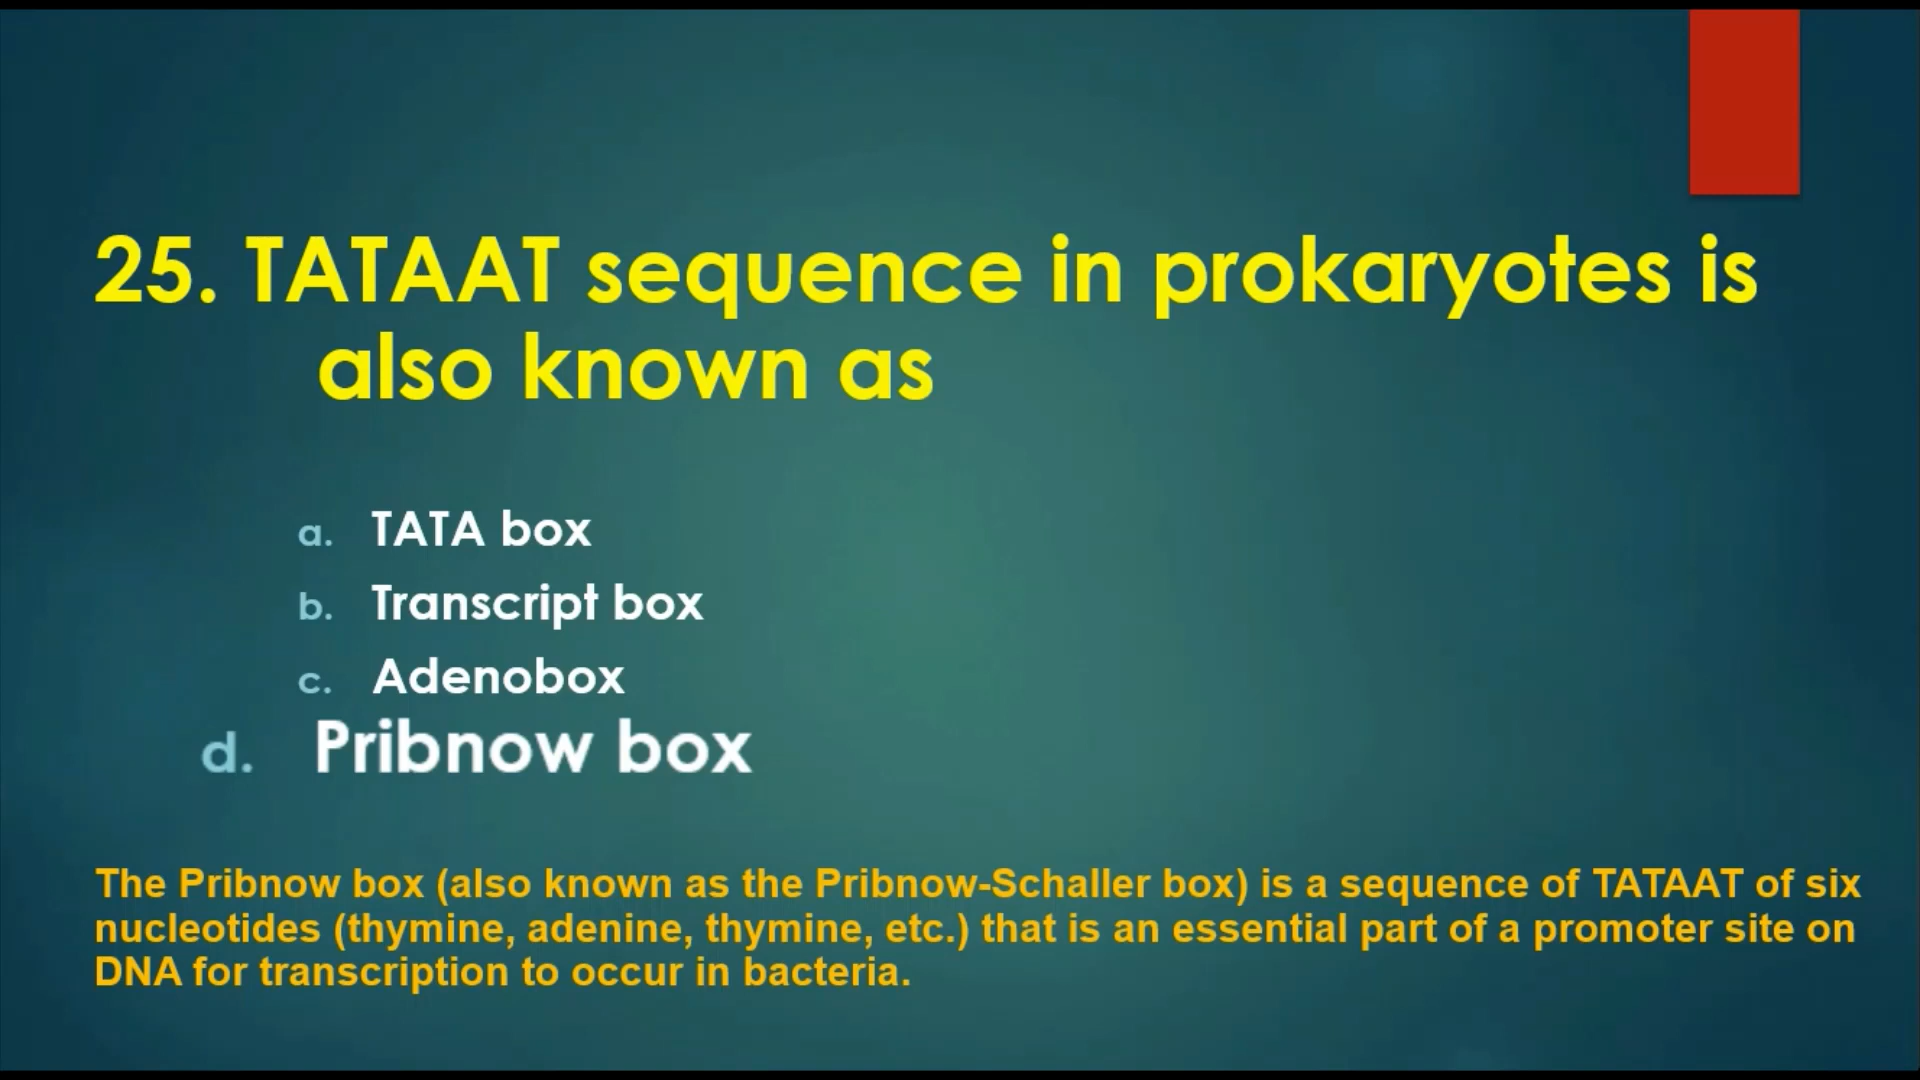 25. TATAAT sequence in prokaryotes is
also known as
a. TATA box
b. Transcript box
c. Adenobox
d. Pribnow box
The Pribnow box (also known as the Pribnow-Schaller box) is a sequence of TATAAT of six
nucleotides (thymine, adenine, thymine, etc.) that is an essential part of a promoter site on
DNA for transcription to occur in bacteria.